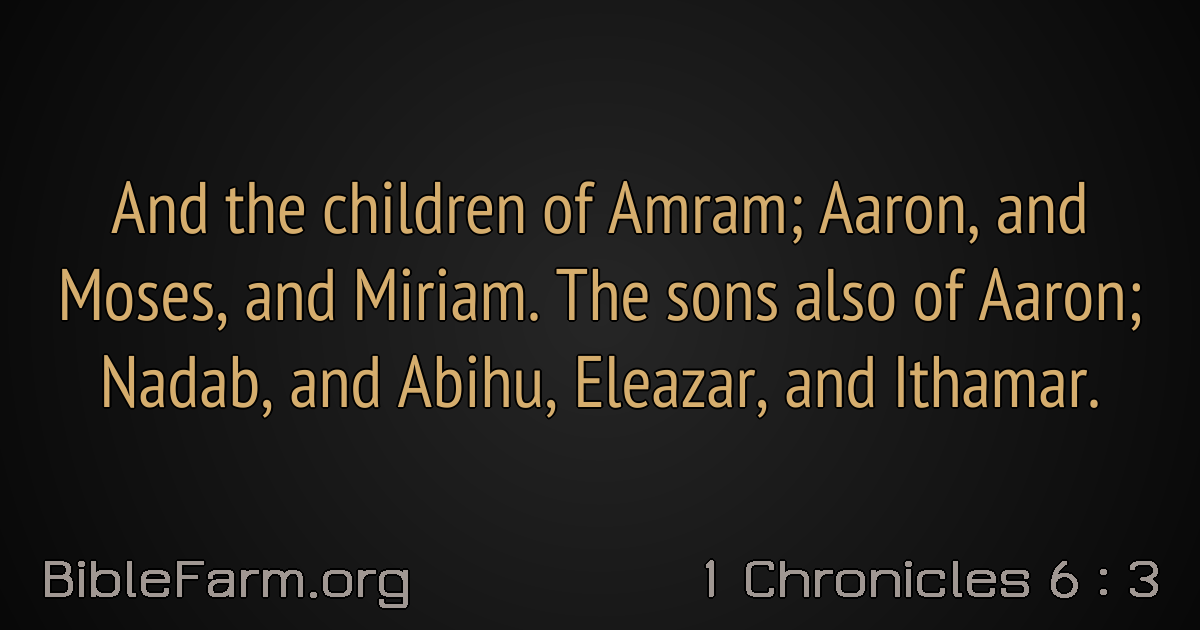 And the children of Amram; Aaron, and
Moses, and Miriam. The sons also of Aaron;
Nadab, and Abihu, Eleazar, and Ithamar.
BibleFarm.org
1 Chronicles 6 : 3